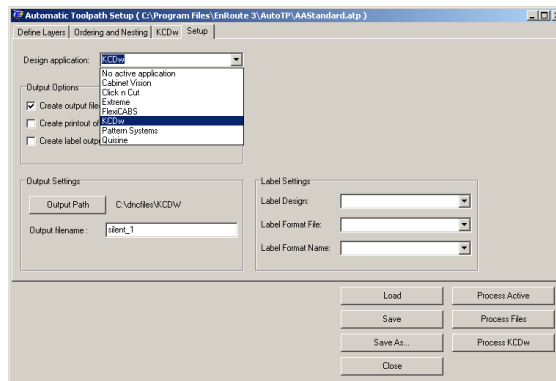 Automatic Toolpath Setup ( C:\Program Files\EnRoute 3\AutoTP\AAStandard.atp )
Define Layers
Ordering and Nesting
KCDw
Setup
Design application:
KCDw
No active application
Cabinet Vision
Click n Cut
Extreme
FlexiCABS
KCDw
Pattern Systems
Quisine
Output Options
Create output file
Create printout of
Create label outp
Output Settings
Output Path
C:\dncfiles\KCDW
Output filename :
silent_1
Label Settings
Label Design:
Label Format File:
Label Format Name:
Load
Process Active
Save
Process Files
Save As...
Process KCDw
Close